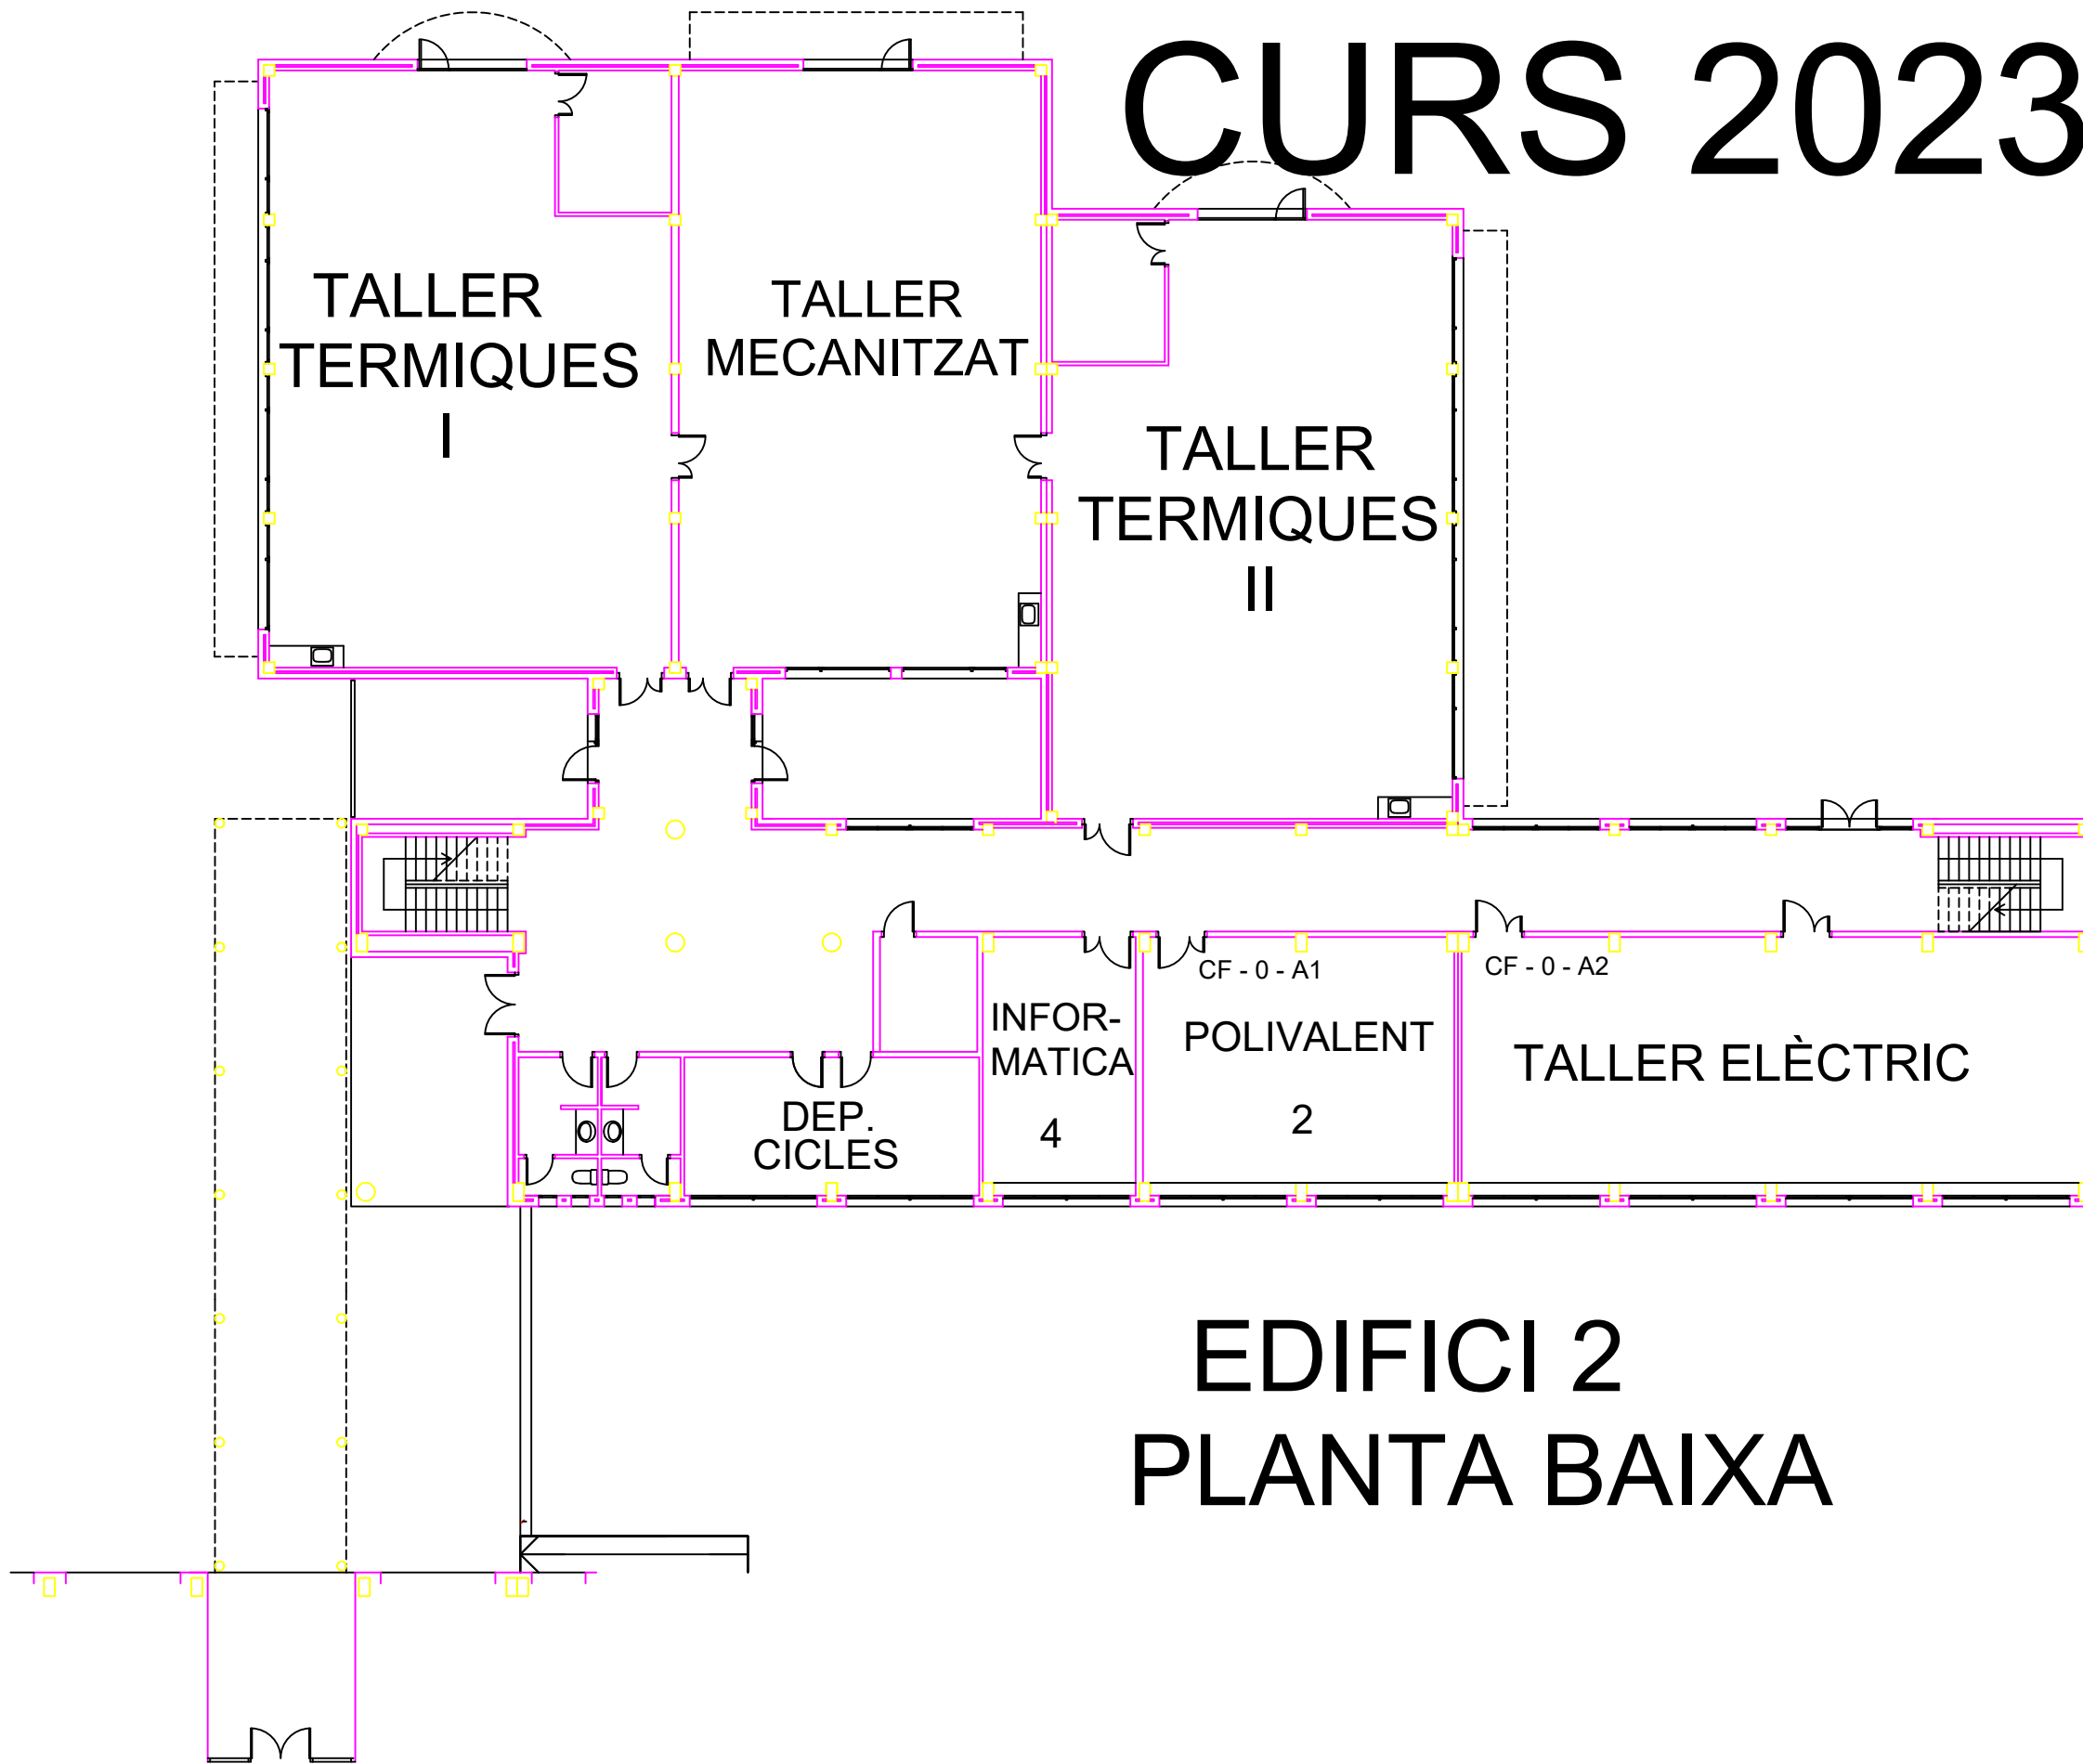 CURS 2023
TALLER
TERMIQUES
I
TALLER
MECANITZAT
TALLER
TERMIQUES
II
CF - 0 - A1
CF - 0 - A2
INFOR-
MATICA
4
POLIVALENT
2
TALLER ELÈCTRIC
DEP.
CICLES
EDIFICI 2
PLANTA BAIXA